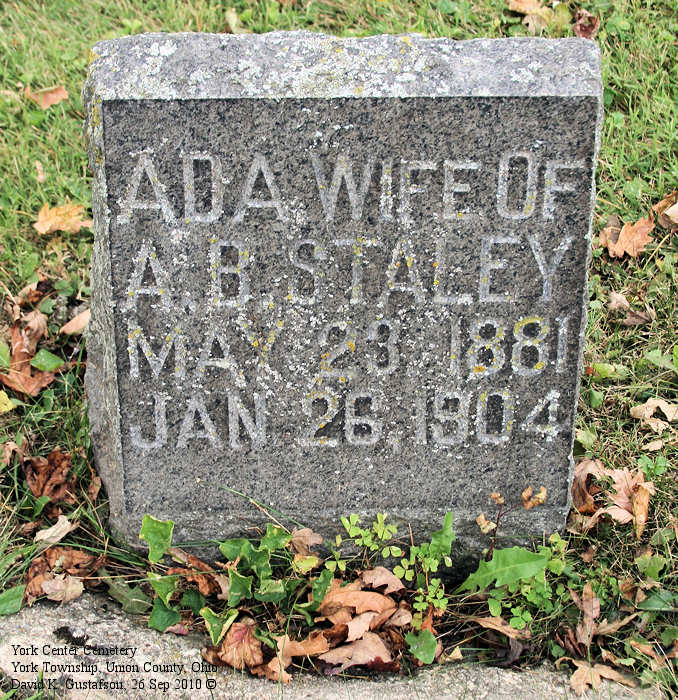 ADA WIFE OF
A. B. STALEY
MAY 23 1881
JAN. 26, 1904
York Center Cemetery
York Township, Union County, Ohio
David K. Gustafson, 26 Sep 2010 ©